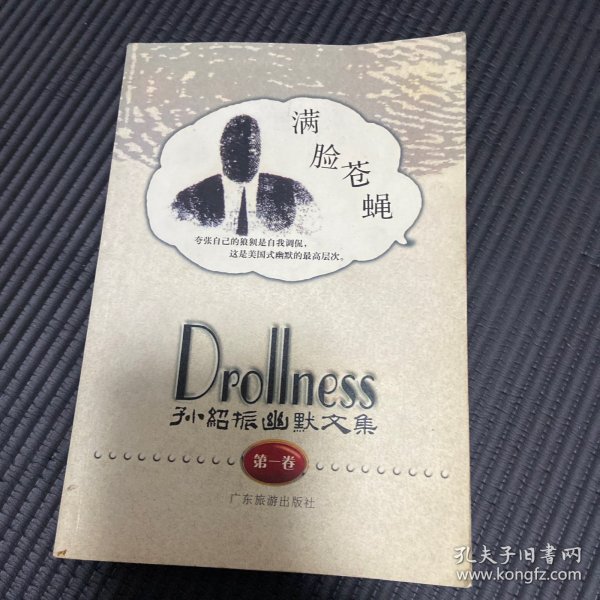 满脸苍蝇
夸张自己的狼狈是自我调侃，
这是美国式幽默的最高层次。
Drollness
孙绍振幽默文集
第一卷
广东旅游出版社
孔夫子旧书网
www.kongfz.com